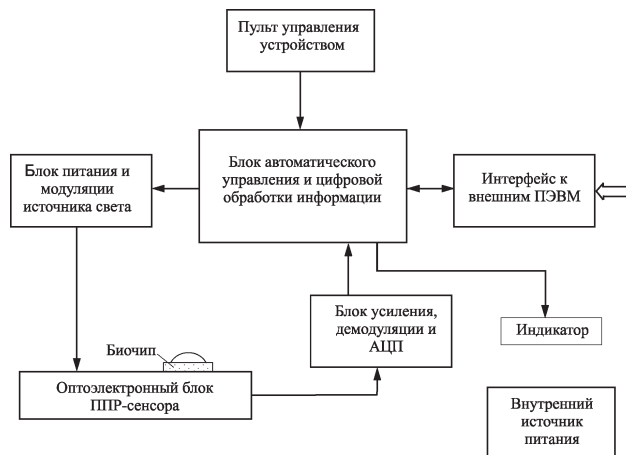 Пульт управления
устройством
Блок автоматического
управления и цифровой
обработки информации
Блок питания и
модуляции
источника света
Интерфейс к
внешним ПЭВМ
Блок усиления,
демодуляции и
АЦП
Индикатор
Биочип
Оптоэлектронный блок
ППР-сенсора
Внутренний
источник
питания